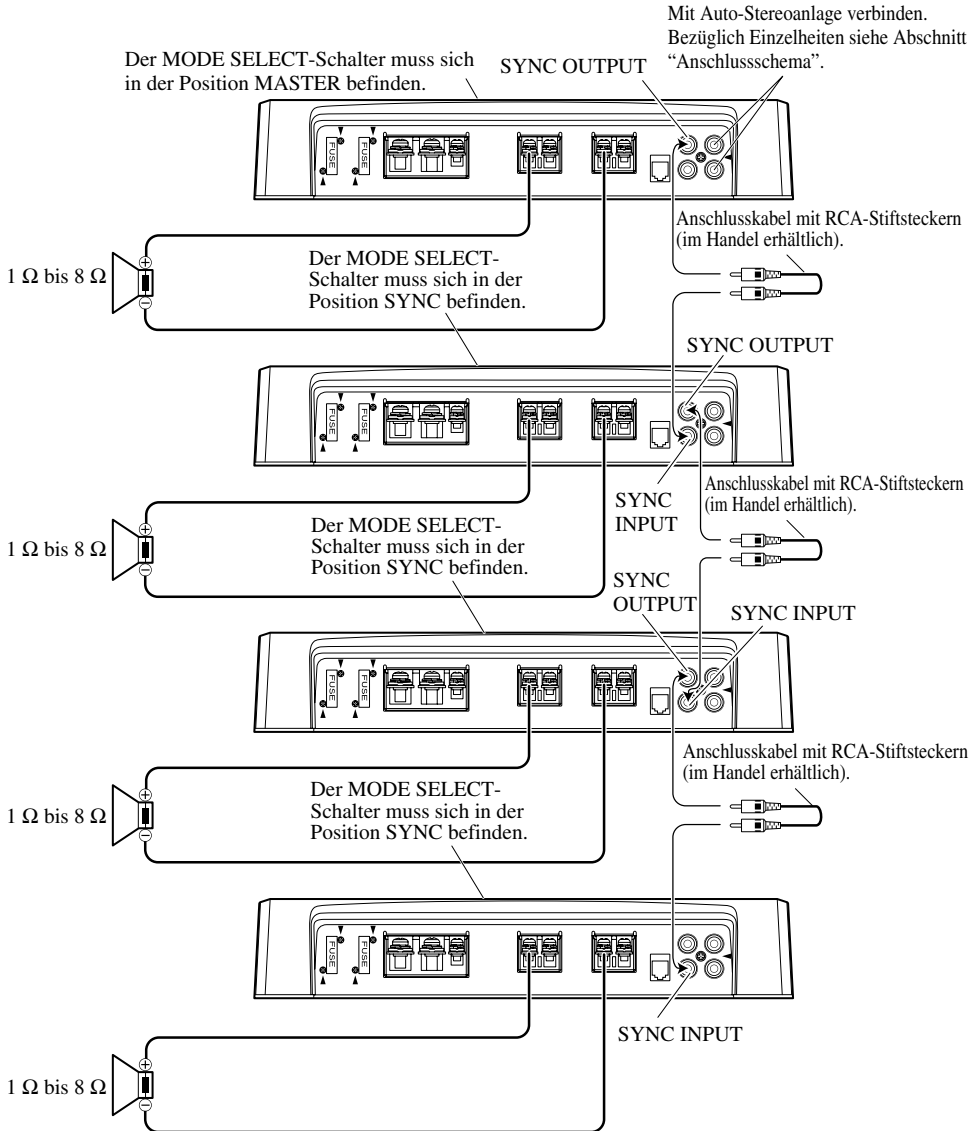 Mit Auto-Stereoanlage verbinden.
Bezüglich Einzelheiten siehe Abschnitt
“Anschlussschema”.
Der MODE SELECT-Schalter muss sich
in der Position MASTER befinden.
SYNC OUTPUT
FUSE
FUSE
Anschlusskabel mit RCA-Stiftsteckern
(im Handel erhältlich).
1 Ω bis 8 Ω
⊕
⊖
Der MODE SELECT-
Schalter muss sich in der
Position SYNC befinden.
SYNC OUTPUT
FUSE
FUSE
SYNC
INPUT
Anschlusskabel mit RCA-Stiftsteckern
(im Handel erhältlich).
1 Ω bis 8 Ω
⊕
⊖
Der MODE SELECT-
Schalter muss sich in der
Position SYNC befinden.
SYNC
OUTPUT
SYNC INPUT
FUSE
FUSE
Anschlusskabel mit RCA-Stiftsteckern
(im Handel erhältlich).
1 Ω bis 8 Ω
⊕
⊖
Der MODE SELECT-
Schalter muss sich in der
Position SYNC befinden.
FUSE
FUSE
SYNC INPUT
1 Ω bis 8 Ω
⊕
⊖